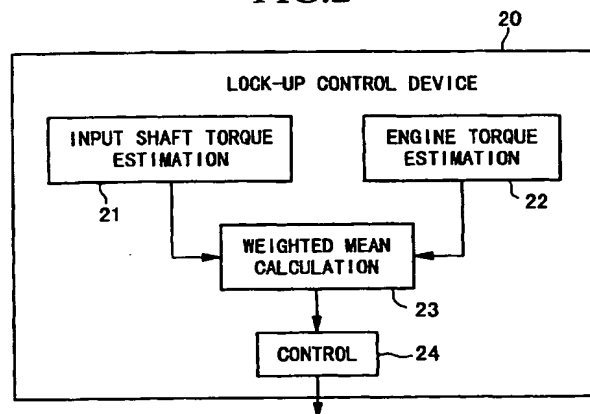 20
LOCK-UP CONTROL DEVICE
INPUT SHAFT TORQUE
ESTIMATION
21
ENGINE TORQUE
ESTIMATION
22
WEIGHTED MEAN
CALCULATION
23
CONTROL
24